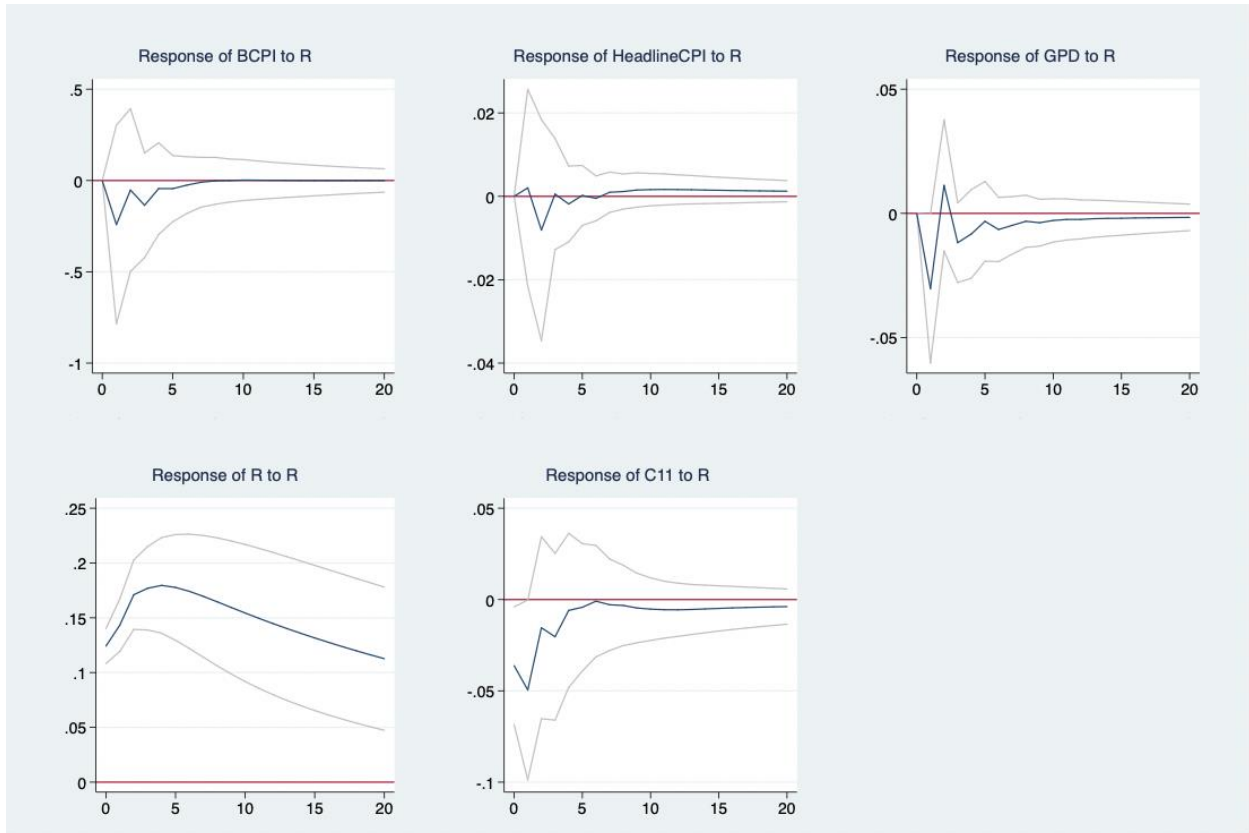 Response of BCPI to R
.5
0
-.5
-1
0 5 10 15 20
Response of HeadlineCPI to R
.02
0
-.02
-.04
0 5 10 15 20
Response of GPD to R
.05
0
-.05
0 5 10 15 20
Response of R to R
.25
.2
.15
.1
.05
0
0 5 10 15 20
Response of C11 to R
.05
0
-.05
-.1
0 5 10 15 20